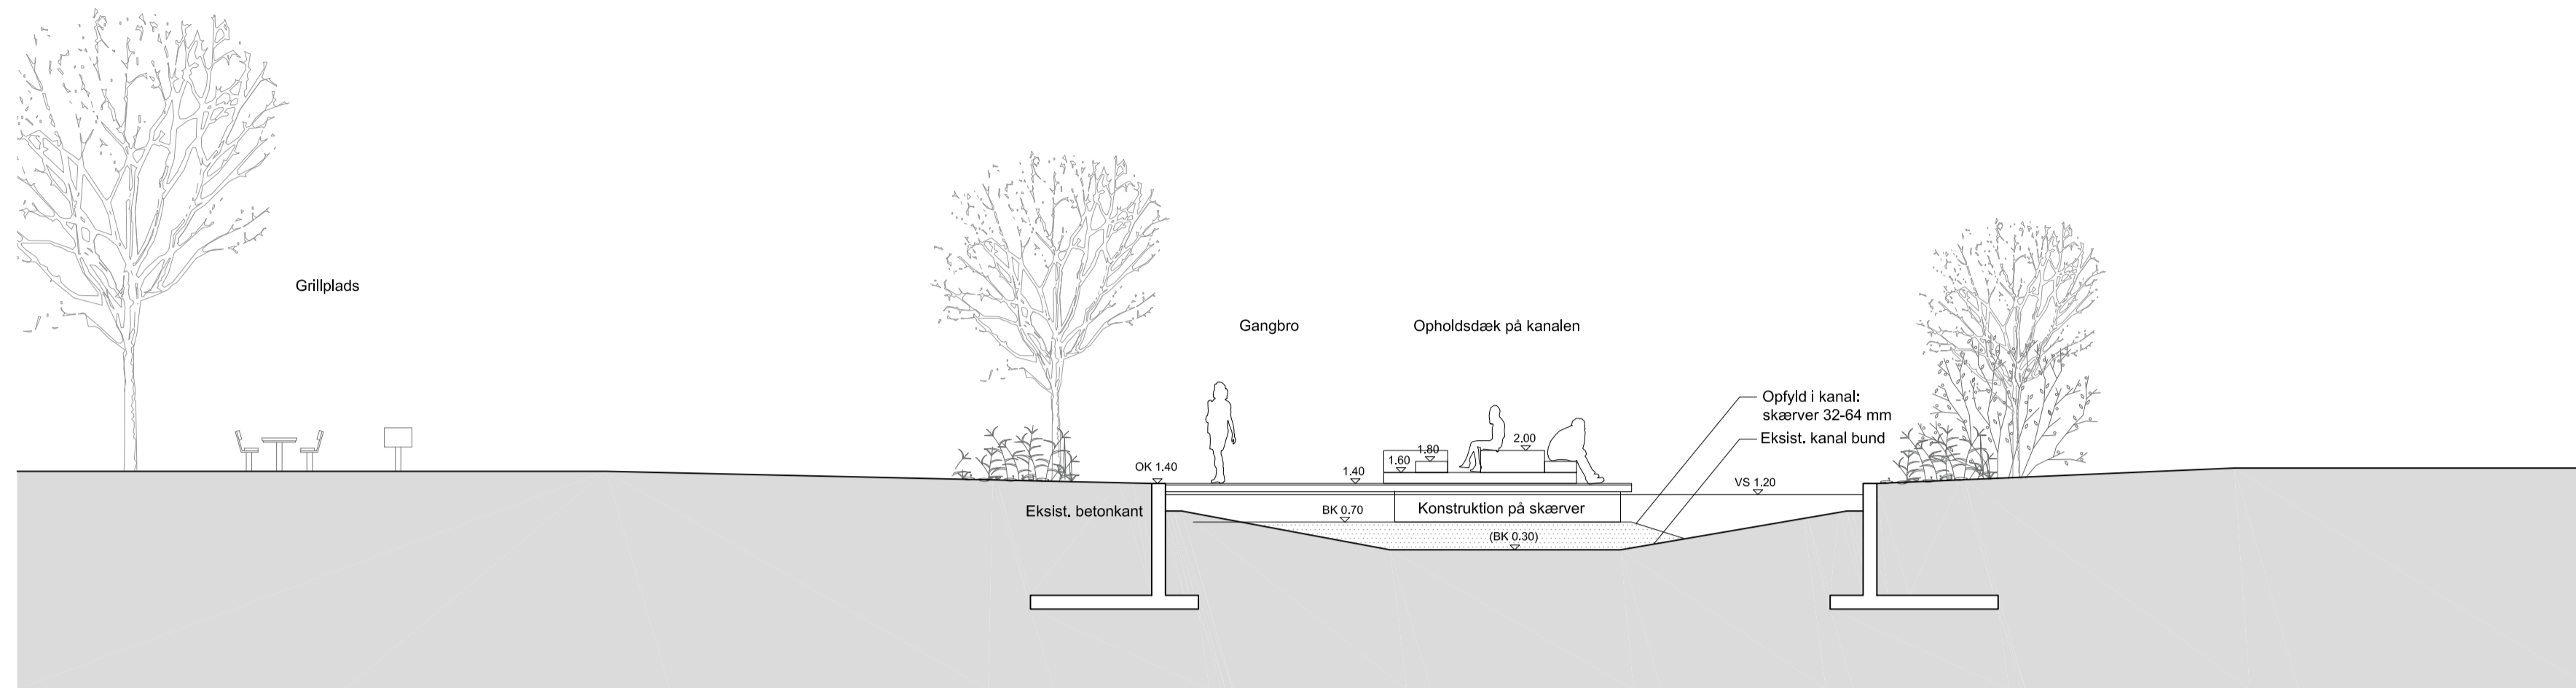 Grillplads
Gangbro
Opholdsdæk på kanalen
Opfyld i kanal:
skærver 32-64 mm
Eksist. kanal bund
2,00
1.80
1.60
OK 1.40
1.40
VS 1.20
Eksist. betonkant
BK 0.70
Konstruktion på skærver
(BK 0.30)